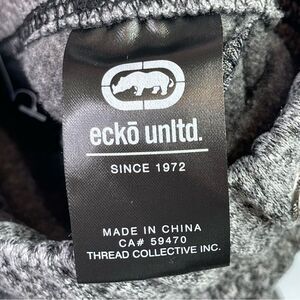 eckō unltd.
SINCE 1972
MADE IN CHINA
CA# 59470
THREAD COLLECTIVE INC.